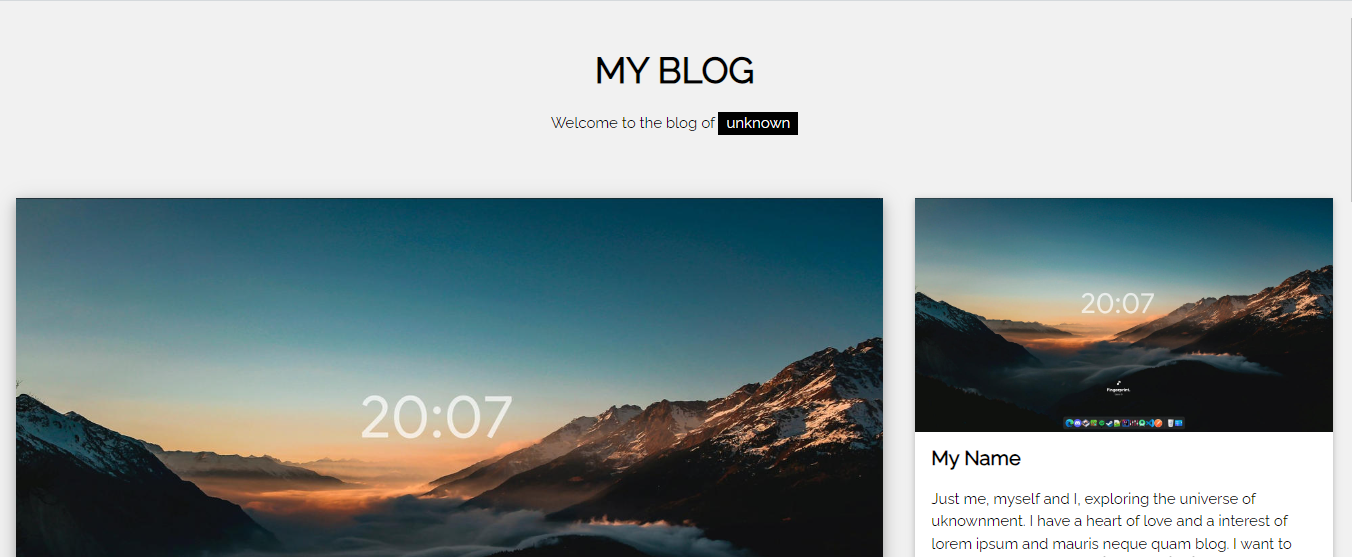 MY BLOG
Welcome to the blog of unknown
20:07
20:07
Fingerprint.
My Name
Just me, myself and I, exploring the universe of
uknownment. I have a heart of love and a interest of
lorem ipsum and mauris neque quam blog. I want to